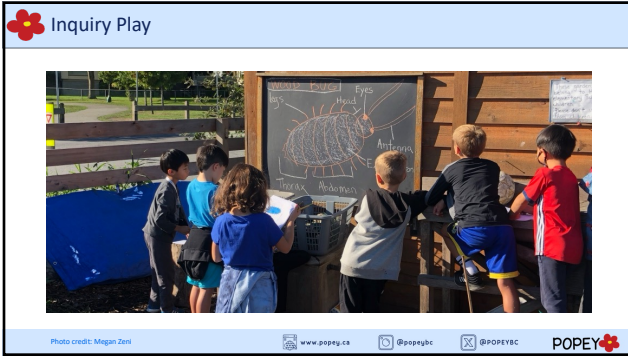 Inquiry Play
WOOD BUG
Eyes
legs
Head
Antenna
Thorax Abdomen
Photo credit: Megan Zeni
www.popey.ca
@popeybc
@POPEYBC
POPEY